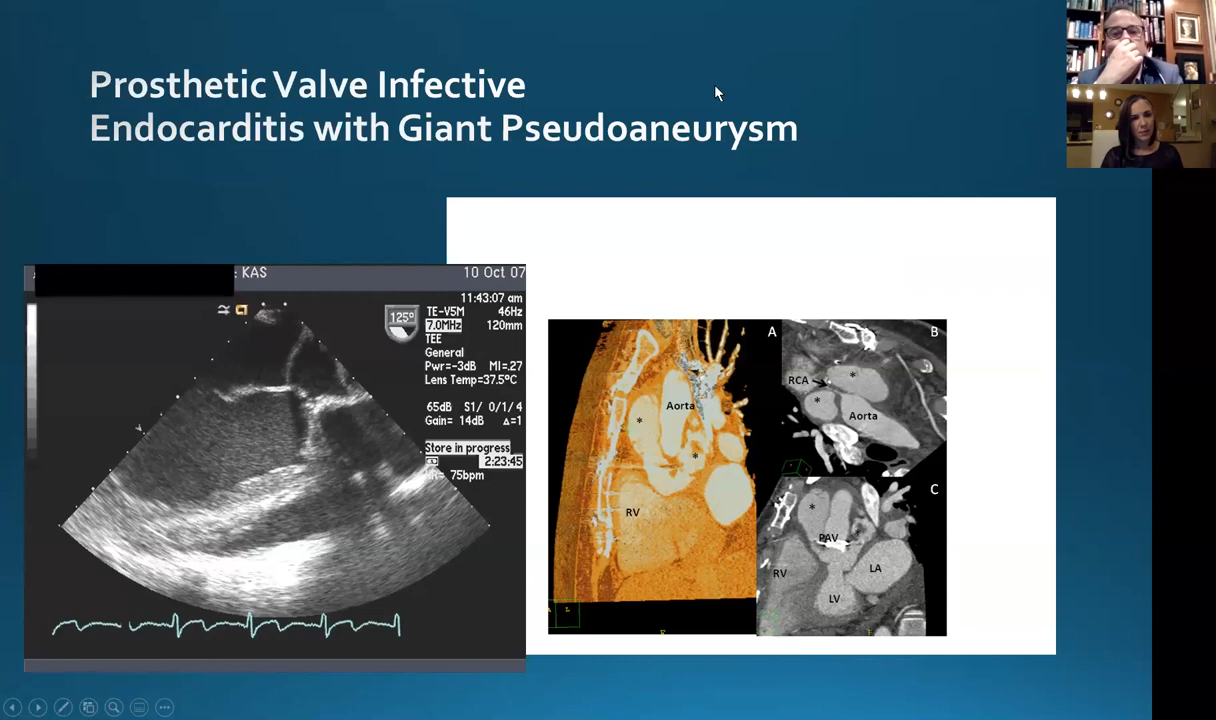 Prosthetic Valve Infective
Endocarditis with Giant Pseudoaneurysm
: KAS
10 Oct 07
11:43:07 am
TE-V5M 46Hz
7.0MHz 120mm
TEE
General
Pwr=-3dB MI=.27
Lens Temp=37.5°C
65dB S1/ 0/1/4
Gain= 14dB Δ=1
Store in progress
2:23:45
HR= 75bpm
125°
A
Aorta
*
*
RV
B
RCA
*
*
Aorta
C
*
*
PAV
RV
LA
LV